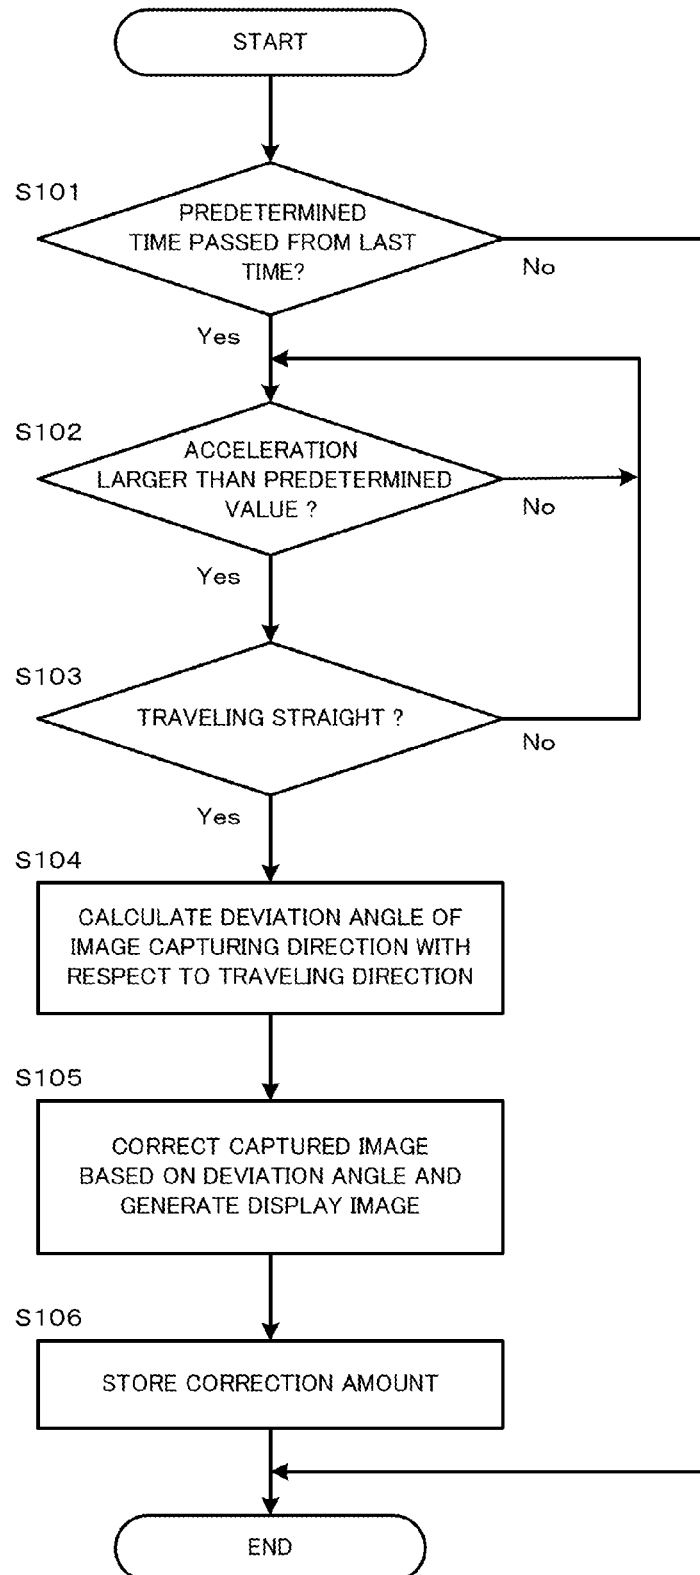 START
S101
PREDETERMINED
TIME PASSED FROM LAST
TIME?
No
Yes
S102
ACCELERATION
LARGER THAN PREDETERMINED
VALUE ?
No
Yes
S103
TRAVELING STRAIGHT ?
No
Yes
S104
CALCULATE DEVIATION ANGLE OF
IMAGE CAPTURING DIRECTION WITH
RESPECT TO TRAVELING DIRECTION
S105
CORRECT CAPTURED IMAGE
BASED ON DEVIATION ANGLE AND
GENERATE DISPLAY IMAGE
S106
STORE CORRECTION AMOUNT
END